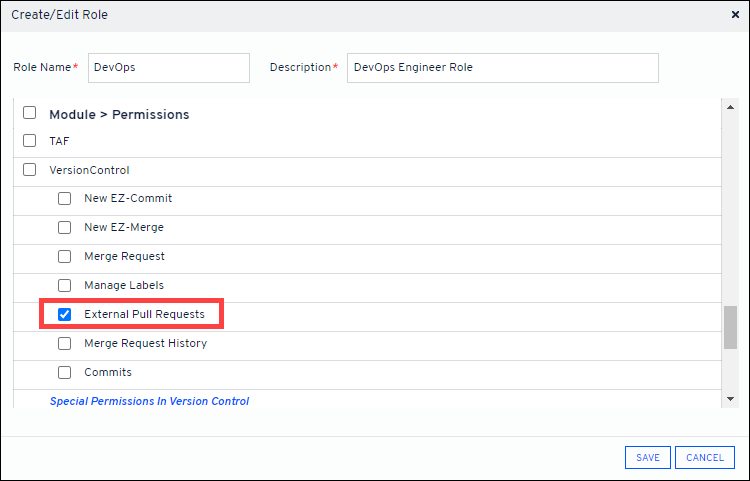 Create/Edit Role
Role Name* DevOps Description* DevOps Engineer Role
Module > Permissions
TAF
VersionControl
New EZ-Commit
New EZ-Merge
Merge Request
Manage Labels
External Pull Requests
Merge Request History
Commits
Special Permissions In Version Control
SAVE CANCEL